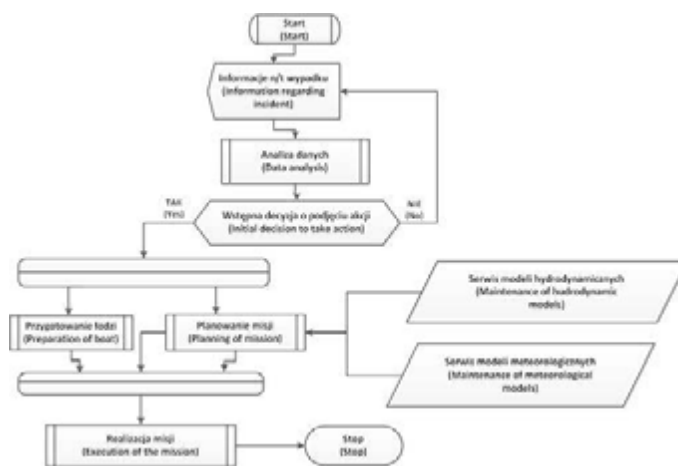 Start
(Start)
Informacje n/t wypadku
(Information regarding
incident)
Analiza danych
(Data analysis)
TAK
(Yes)
Wstępna decyzja o podjęciu akcji
(Initial decision to take action)
NIE
(No)
Serwis modeli hydrodynamicznych
(Maintenance of hydrodynamic
models)
Przygotowanie łodzi
(Preparation of boat)
Planowanie misji
(Planning of mission)
Serwis modeli meteorologicznych
(Maintenance of meteorological
models)
Realizacja misji
(Execution of the mission)
Stop
(Stop)